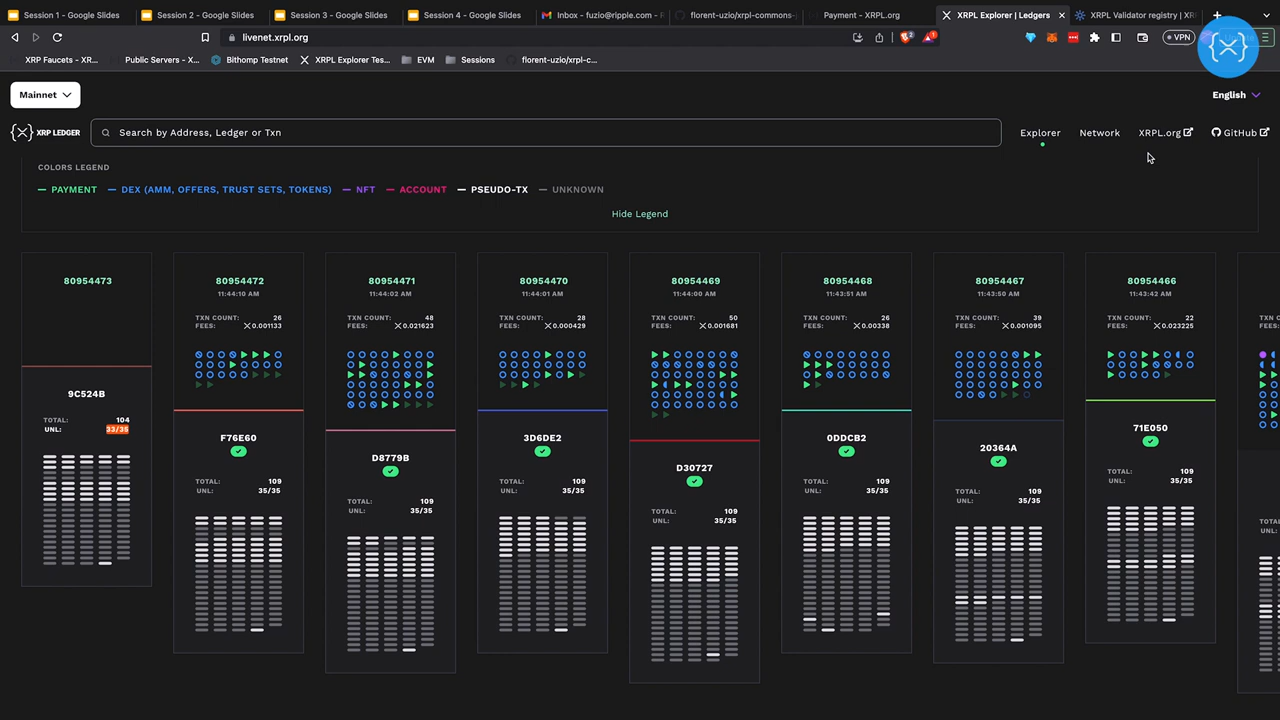 Session 1 - Google Slides
Session 2 - Google Slides
Session 3 - Google Slides
Session 4 - Google Slides
Inbox - fuzio@ripple.com - R
florent-uzio/xrpl-commons-
Payment - XRPL.org
XRPL Explorer | Ledgers
XRPL Validator registry | XR
livenet.xrpl.org
VPN
XRP Faucets - XR...
Public Servers - X...
Bithomp Testnet
XRPL Explorer Tes...
EVM
Sessions
florent-uzio/xrpl-c...
Mainnet
English
XRP LEDGER
Search by Address, Ledger or Txn
Explorer
Network
XRPL.org
GitHub
COLORS LEGEND
PAYMENT
DEX (AMM, OFFERS, TRUST SETS, TOKENS)
NFT
ACCOUNT
PSEUDO-TX
UNKNOWN
Hide Legend
80954473
9C524B
TOTAL: 104
UNL: 33/35
80954472
11:44:10 AM
TXN COUNT: 26
FEES: 0.001133
F76E60
TOTAL: 109
UNL: 35/35
80954471
11:44:02 AM
TXN COUNT: 48
FEES: 0.021623
D8779B
TOTAL: 109
UNL: 35/35
80954470
11:44:01 AM
TXN COUNT: 28
FEES: 0.000429
3D6DE2
TOTAL: 109
UNL: 35/35
80954469
11:44:00 AM
TXN COUNT: 50
FEES: 0.001681
D30727
TOTAL: 109
UNL: 35/35
80954468
11:43:51 AM
TXN COUNT: 26
FEES: 0.00338
0DDCB2
TOTAL: 109
UNL: 35/35
80954467
11:43:50 AM
TXN COUNT: 39
FEES: 0.001095
20364A
TOTAL: 109
UNL: 35/35
80954466
11:43:42 AM
TXN COUNT: 22
FEES: 0.023225
71E050
TOTAL: 109
UNL: 35/35
TXN
FEES
TOTA
UNL: